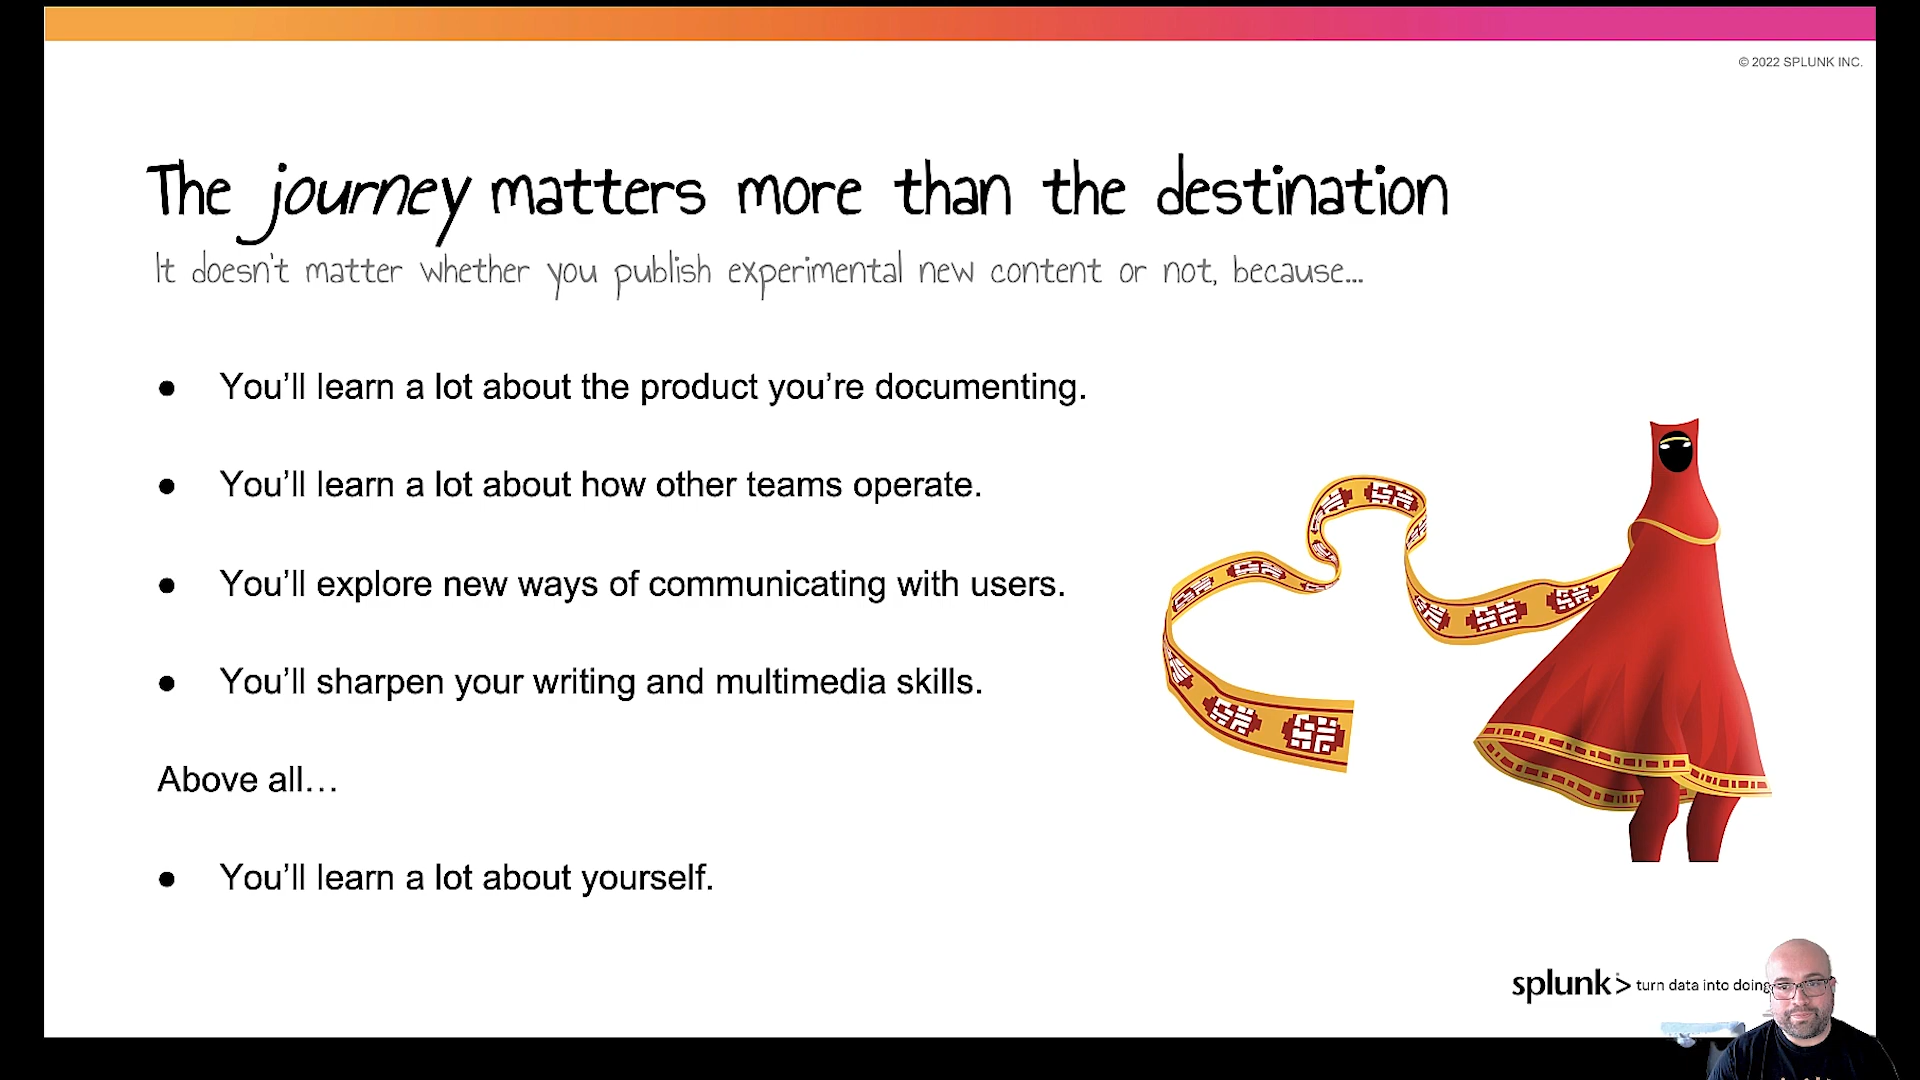 © 2022 SPLUNK INC.
The journey matters more than the destination
It doesn't matter whether you publish experimental new content or not, because...
● You’ll learn a lot about the product you’re documenting.
● You’ll learn a lot about how other teams operate.
● You’ll explore new ways of communicating with users.
● You’ll sharpen your writing and multimedia skills.
Above all…
● You’ll learn a lot about yourself.
splunk> turn data into doing